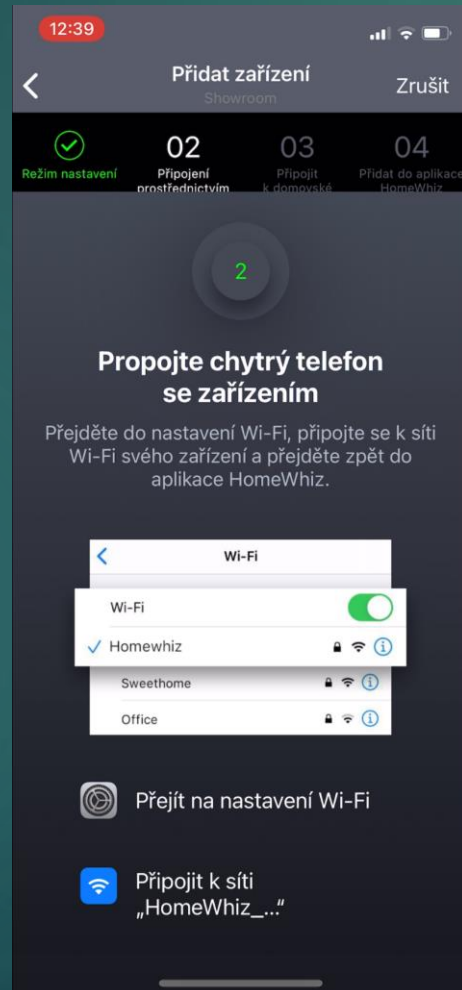 12:39
Přidat zařízení
Zrušit
Showroom
02
03
04
Režim nastavení
Připojení
prostřednictvím
Připojit
k domovské
Přidat do aplikace
HomeWhiz
2
Propojte chytrý telefon
se zařízením
Přejděte do nastavení Wi-Fi, připojte se k síti
Wi-Fi svého zařízení a přejděte zpět do
aplikace HomeWhiz.
Wi-Fi
Wi-Fi
Homewhiz
Sweethome
Office
Přejít na nastavení Wi-Fi
Připojit k síti
„HomeWhiz_...“